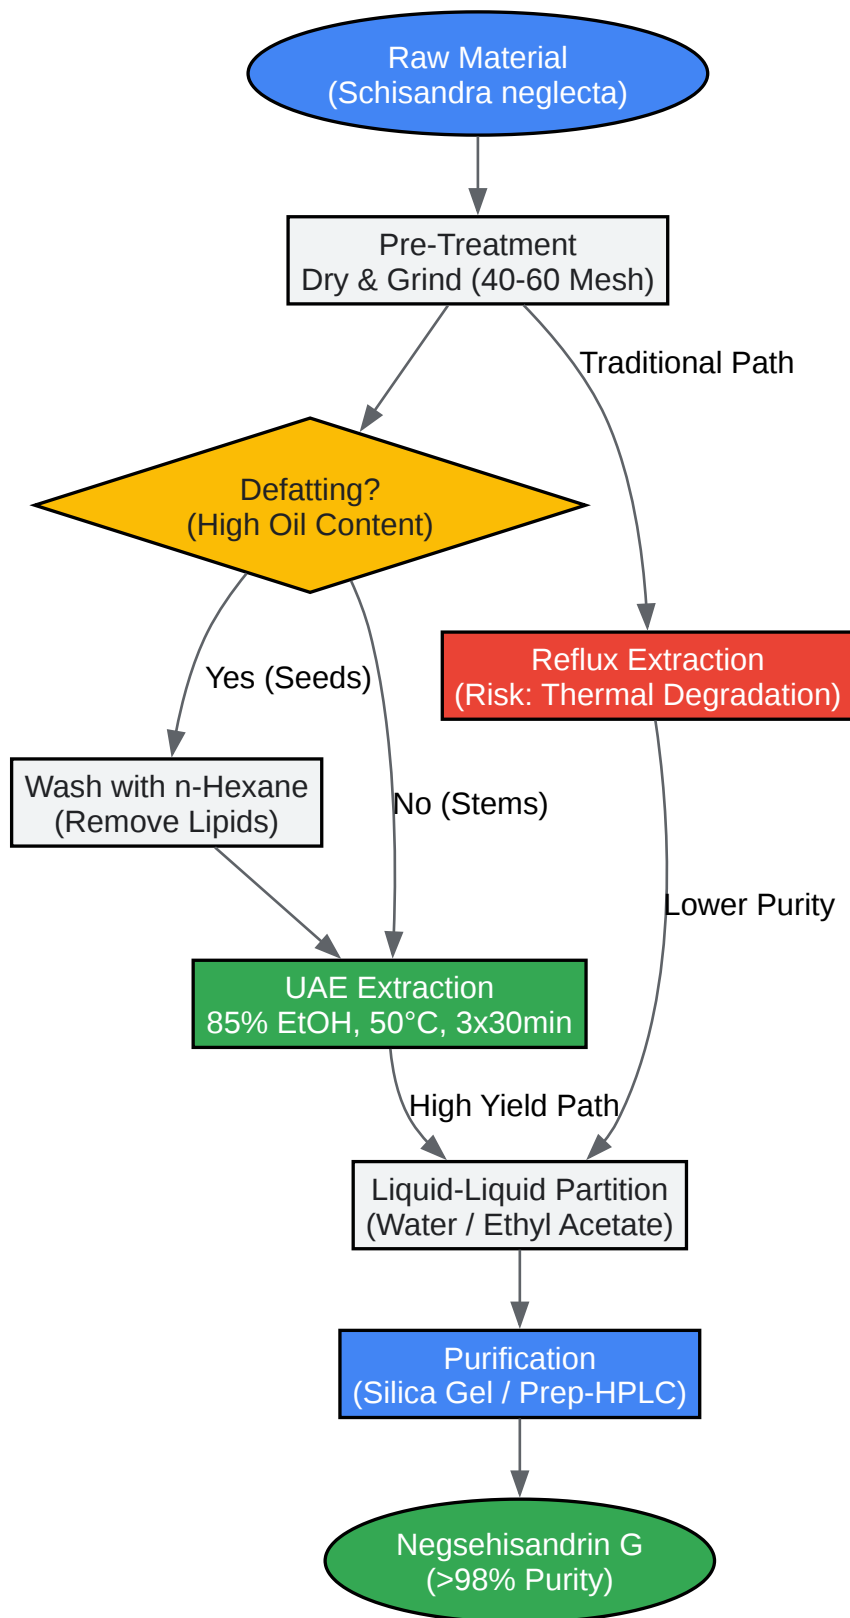 Raw Material
(Schisandra neglecta)
Pre-Treatment
Dry & Grind (40-60 Mesh)
Traditional Path
Defatting?
(High Oil Content)
Reflux Extraction
(Risk: Thermal Degradation)
Yes (Seeds)
Wash with n-Hexane
(Remove Lipids)
No (Stems)
Lower Purity
UAE Extraction
85% EtOH, 50°C, 3x30min
High Yield Path
Liquid-Liquid Partition
(Water / Ethyl Acetate)
Purification
(Silica Gel / Prep-HPLC)
Negsehisandrin G
(>98% Purity)